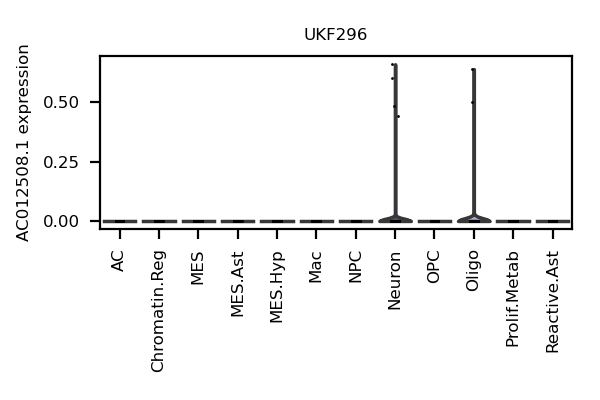 UKF296
AC012508.1 expression
0.50
0.25
0.00
AC
Chromatin.Reg
MES
MES.Ast
MES.Hyp
Mac
NPC
Neuron
OPC
Oligo
Prolif.Metab
Reactive.Ast